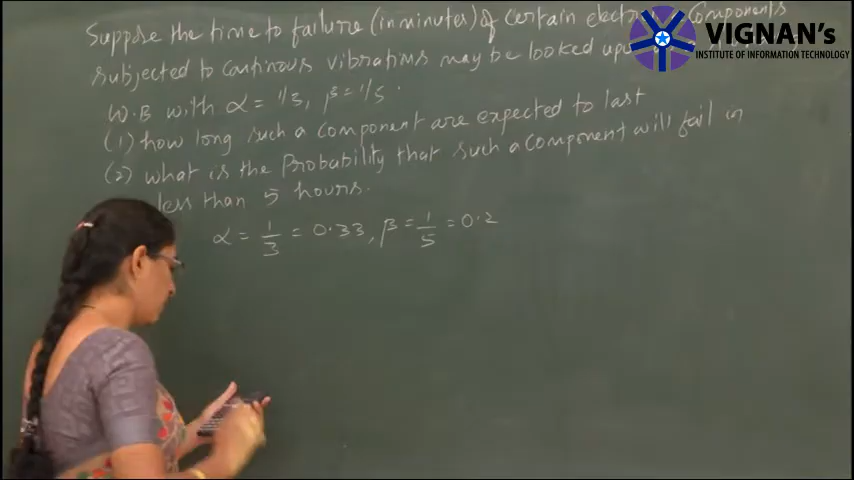 Suppose the time to failure (in minutes) of certain electronic Components
subjected to continous vibrations may be looked upon
W.B with α = 1/3, β = 1/5.
(1) how long such a component are expected to last
(2) what is the Probability that such a component will fail in
less than 5 hours.
α = 1/3 = 0.33, β = 1/5 = 0.2
VIGNAN's
INSTITUTE OF INFORMATION TECHNOLOGY